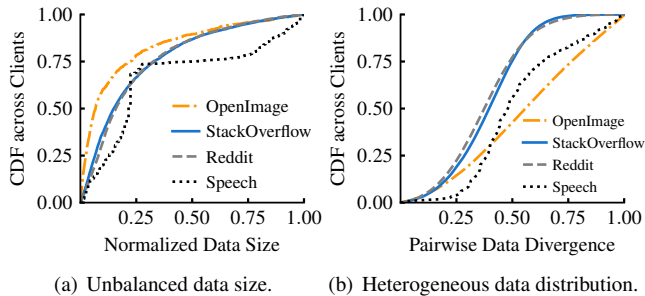 1.00
0.75
0.50
0.25
0.00
CDF across Clients
OpenImage
StackOverflow
Reddit
Speech
0.25 0.50 0.75 1.00
Normalized Data Size
(a) Unbalanced data size.
1.00
0.75
0.50
0.25
0.00
CDF across Clients
OpenImage
StackOverflow
Reddit
Speech
0.25 0.50 0.75 1.00
Pairwise Data Divergence
(b) Heterogeneous data distribution.